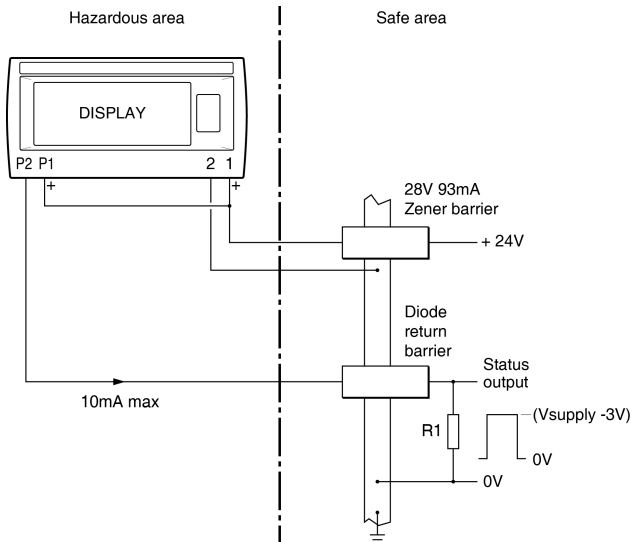 Hazardous area
Safe area
DISPLAY
P2 P1
2 1
+
+
28V 93mA
Zener barrier
+ 24V
Diode
return
barrier
Status
output
10mA max
R1
(Vsupply -3V)
0V
0V